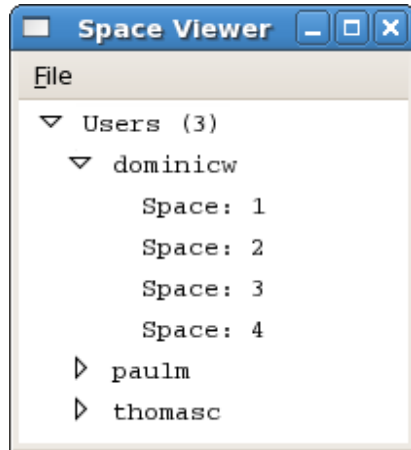 Space Viewer
File
Users (3)
dominicw
Space: 1
Space: 2
Space: 3
Space: 4
paulm
thomasc